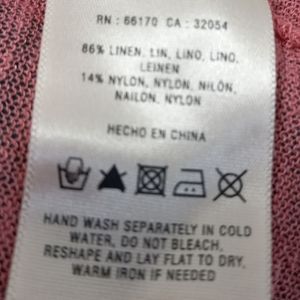 RN : 66170 CA : 32054
86% LINEN, LIN, LINO, LINO,
LEINEN
14% NYLON, NYLON, NILÓN,
NAILON, NYLON
HECHO EN CHINA
HAND WASH SEPARATELY IN COLD
WATER, DO NOT BLEACH,
RESHAPE AND LAY FLAT TO DRY,
WARM IRON IF NEEDED